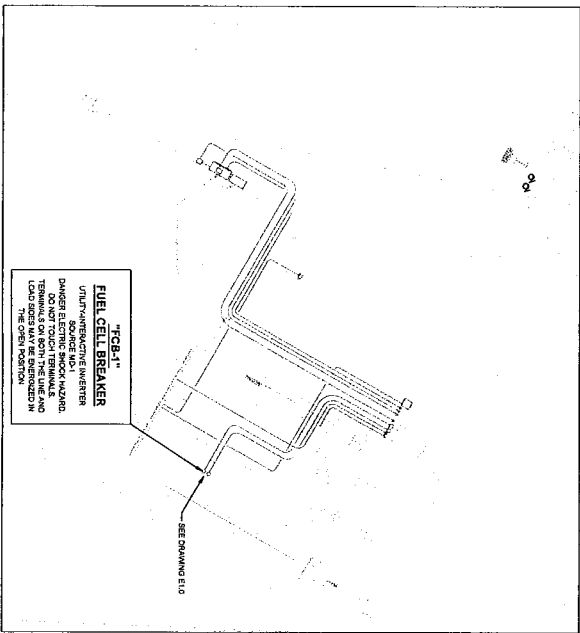 "FCB-1"
FUEL CELL BREAKER
UTILITY-INTERACTIVE INVERTER
SOURCE MD-1
DANGER ELECTRIC SHOCK HAZARD.
DO NOT TOUCH TERMINALS.
TERMINALS ON BOTH THE LINE AND
LOAD SIDES MAY BE ENERGIZED IN
THE OPEN POSITION
SEE DRAWING E1.0